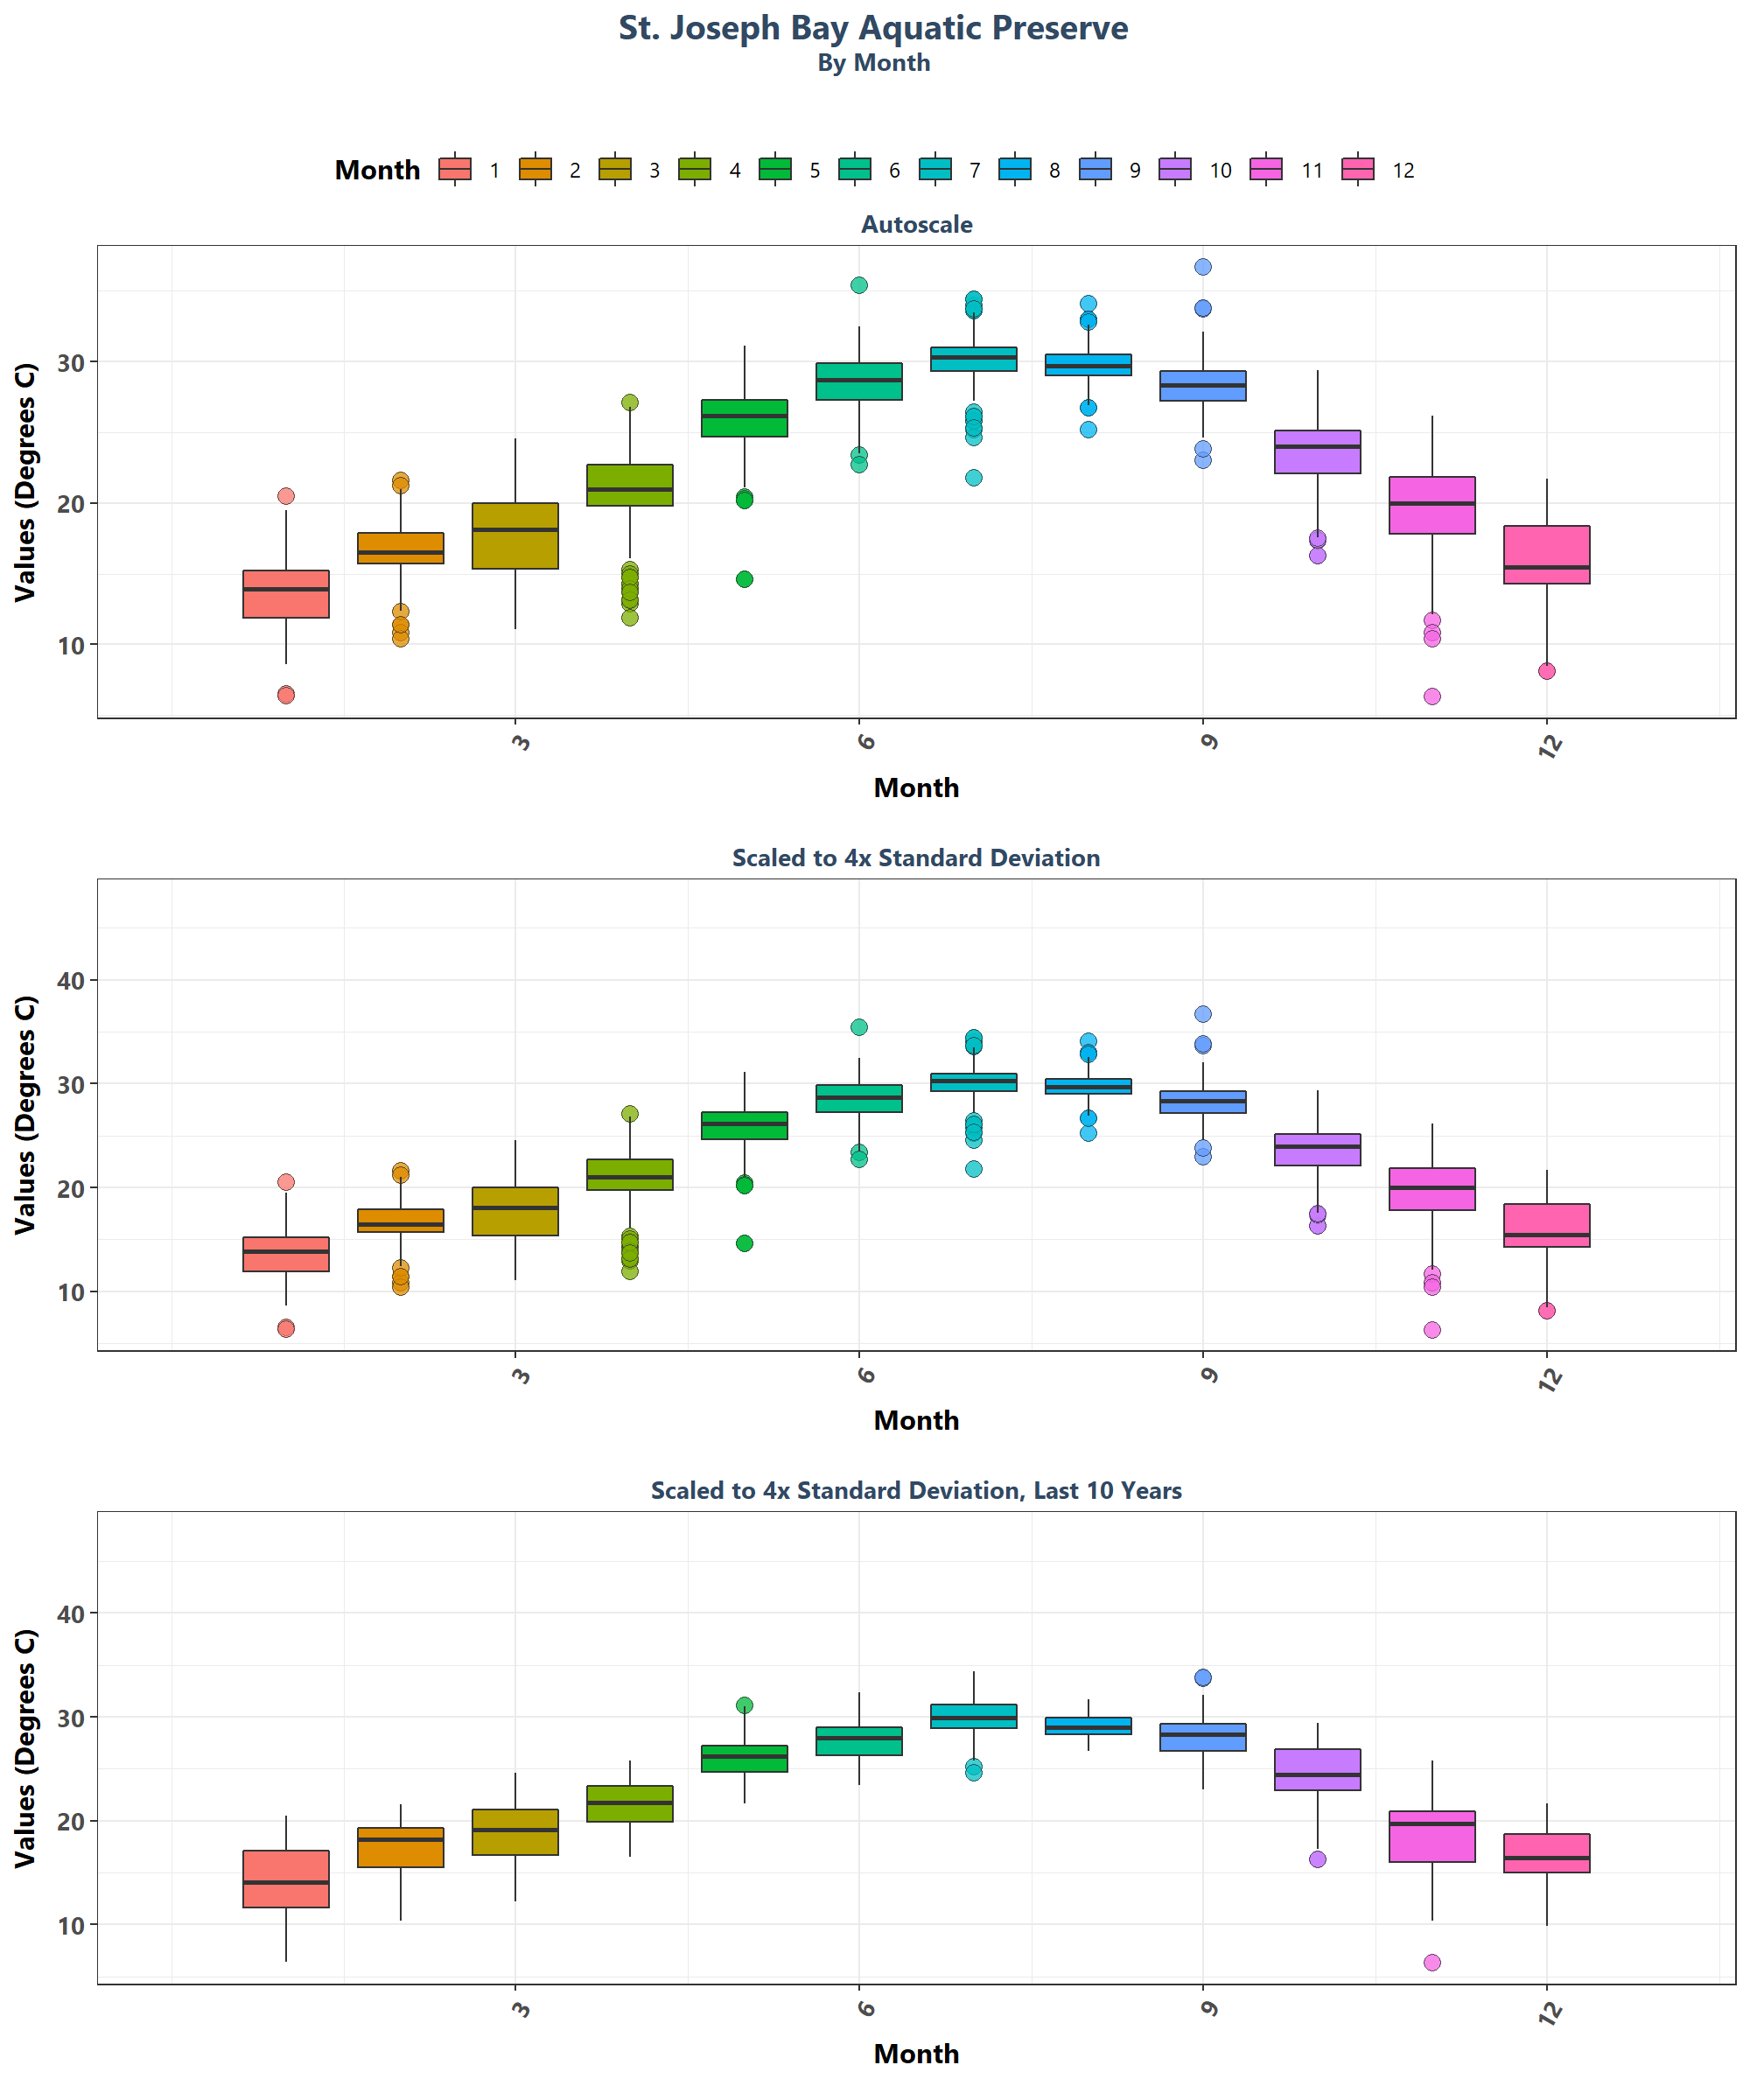 St. Joseph Bay Aquatic Preserve
By Month
Month 1 2 3 4 5 6 7 8 9 10 11 12
Autoscale
Values (Degrees C)
30
20
10
3 6 9 12
Month
Scaled to 4x Standard Deviation
Values (Degrees C)
40
30
20
10
3 6 9 12
Month
Scaled to 4x Standard Deviation, Last 10 Years
Values (Degrees C)
40
30
20
10
3 6 9 12
Month